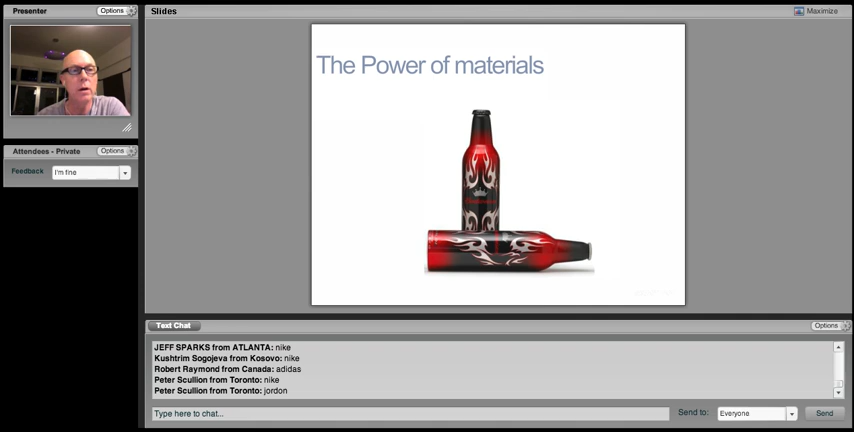 Presenter
Options
Slides
Maximize
The Power of materials
Attendees - Private
Options
Feedback
I'm fine
Text Chat
Options
JEFF SPARKS from ATLANTA: nike
Kushtrim Sogojeva from Kosovo: nike
Robert Raymond from Canada: adidas
Peter Scullion from Toronto: nike
Peter Scullion from Toronto: jordon
Type here to chat...
Send to:
Everyone
Send